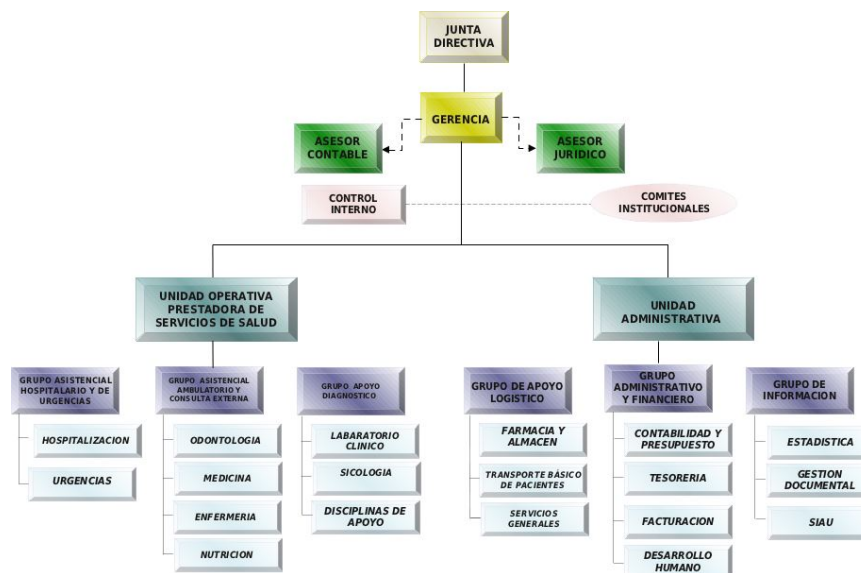 JUNTA
DIRECTIVA
GERENCIA
ASESOR
CONTABLE
ASESOR
JURIDICO
CONTROL
INTERNO
COMITES
INSTITUCIONALES
UNIDAD OPERATIVA
PRESTADORA DE
SERVICIOS DE SALUD
UNIDAD
ADMINISTRATIVA
GRUPO ASISTENCIAL
HOSPITALARIO Y DE
URGENCIAS
HOSPITALIZACION
URGENCIAS
GRUPO ASISTENCIAL
AMBULATORIO Y
CONSULTA EXTERNA
ODONTOLOGIA
MEDICINA
ENFERMERIA
NUTRICION
GRUPO APOYO
DIAGNOSTICO
LABARATORIO
CLINICO
SICOLOGIA
DISCIPLINAS DE
APOYO
GRUPO DE APOYO
LOGISTICO
FARMACIA Y
ALMACEN
TRANSPORTE BÁSICO
DE PACIENTES
SERVICIOS
GENERALES
GRUPO
ADMINISTRATIVO
Y FINANCIERO
CONTABILIDAD Y
PRESUPUESTO
TESORERIA
FACTURACION
DESARROLLO
HUMANO
GRUPO DE
INFORMACION
ESTADISTICA
GESTION
DOCUMENTAL
SIAU